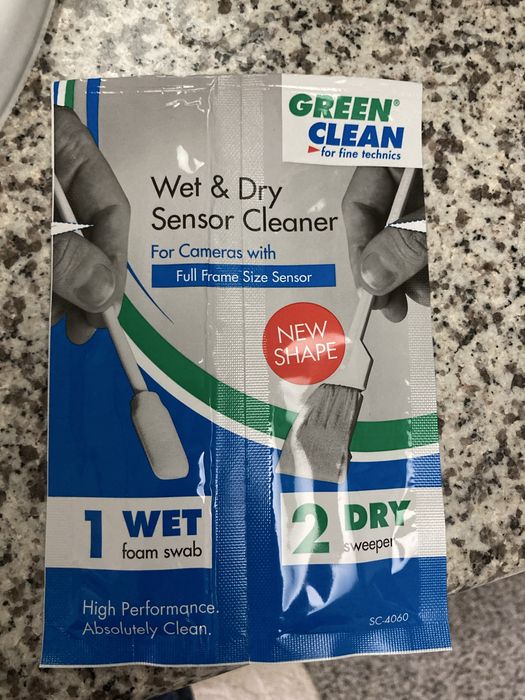 GREEN®
CLEAN
for fine technics
Wet & Dry
Sensor Cleaner
For Cameras with
Full Frame Size Sensor
NEW
SHAPE
1 WET
foam swab
2 DRY
sweeper
High Performance.
Absolutely Clean.
SC-4060